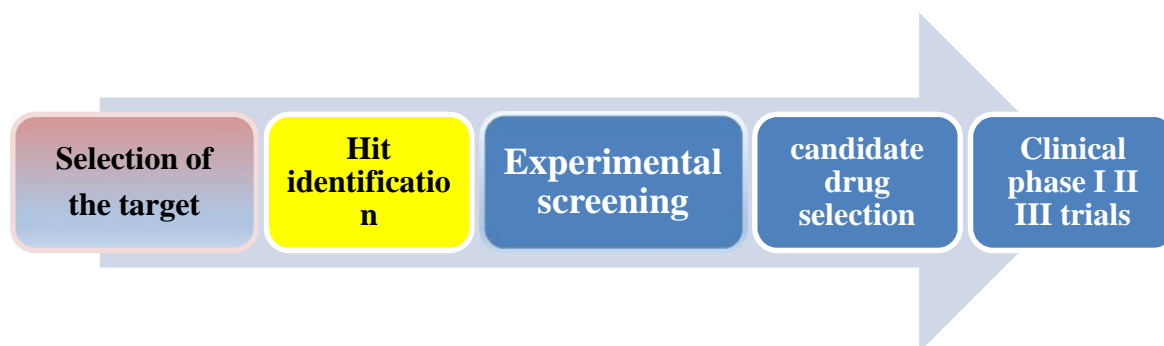 Selection of
the target
Hit
identificatio
n
Experimental
screening
candidate
drug
selection
Clinical
phase I II
III trials